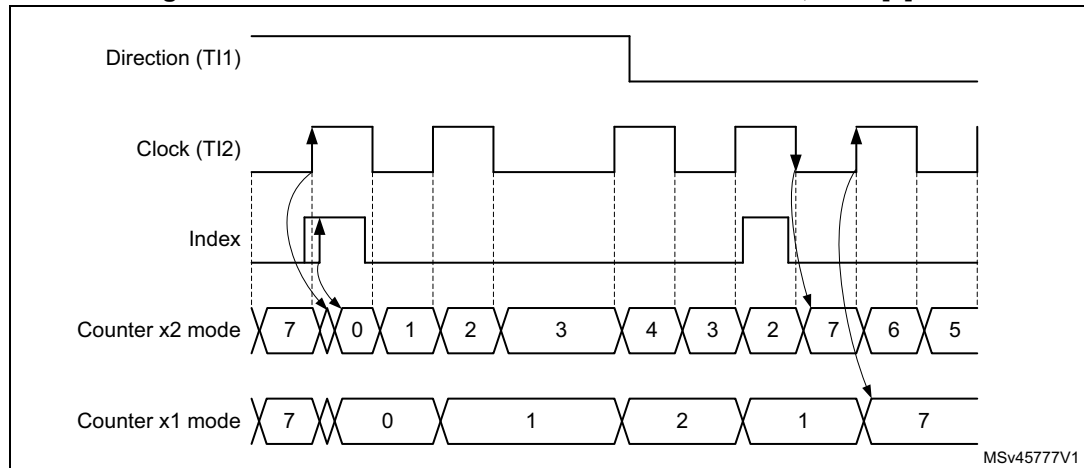 Direction (TI1)
Clock (TI2)
Index
Counter x2 mode 7 0 1 2 3 4 3 2 7 6 5
Counter x1 mode 7 0 1 2 1 7
MSv45777V1